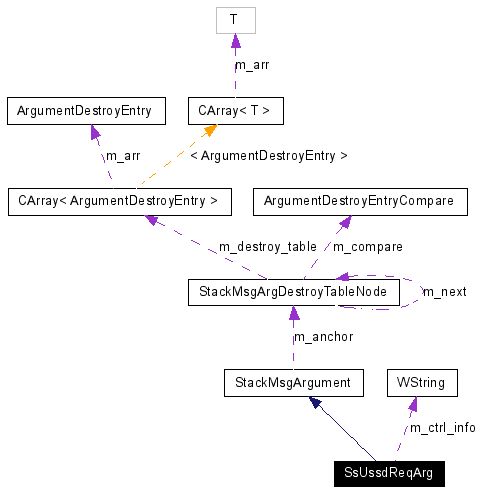 T
m_arr
ArgumentDestroyEntry
CArray< T >
m_arr
< ArgumentDestroyEntry >
CArray< ArgumentDestroyEntry >
ArgumentDestroyEntryCompare
m_destroy_table
m_compare
StackMsgArgDestroyTableNode
m_next
m_anchor
StackMsgArgument
WString
m_ctrl_info
SsUssdReqArg